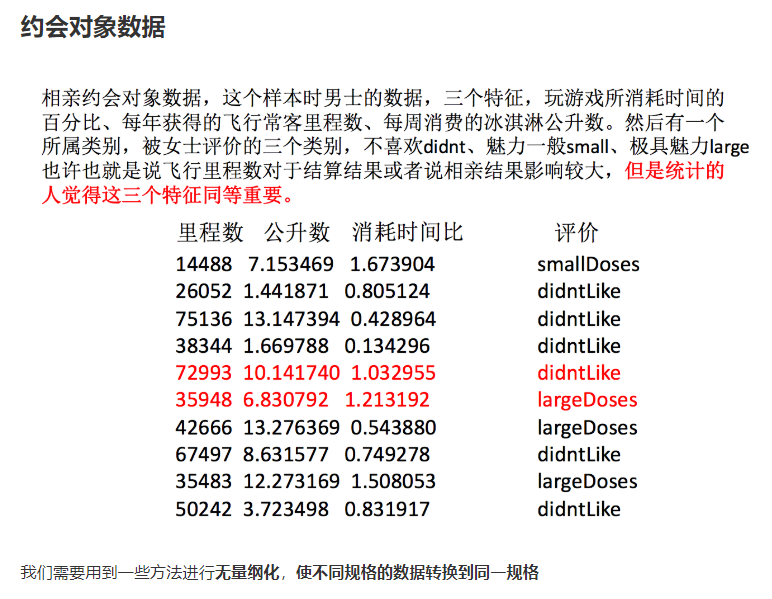 约会对象数据
相亲约会对象数据，这个样本时男士的数据，三个特征，玩游戏所消耗时间的
百分比、每年获得的飞行常客里程数、每周消费的冰淇淋公升数。然后有一个
所属类别，被女士评价的三个类别，不喜欢didnt、魅力一般small、极具魅力large
也许也就是说飞行里程数对于结算结果或者说相亲结果影响较大，但是统计的
人觉得这三个特征同等重要。
里程数 公升数 消耗时间比 评价
14488 7.153469 1.673904 smallDoses
26052 1.441871 0.805124 didntLike
75136 13.147394 0.428964 didntLike
38344 1.669788 0.134296 didntLike
72993 10.141740 1.032955 didntLike
35948 6.830792 1.213192 largeDoses
42666 13.276369 0.543880 largeDoses
67497 8.631577 0.749278 didntLike
35483 12.273169 1.508053 largeDoses
50242 3.723498 0.831917 didntLike
我们需要用到一些方法进行无量纲化，使不同规格的数据转换到同一规格